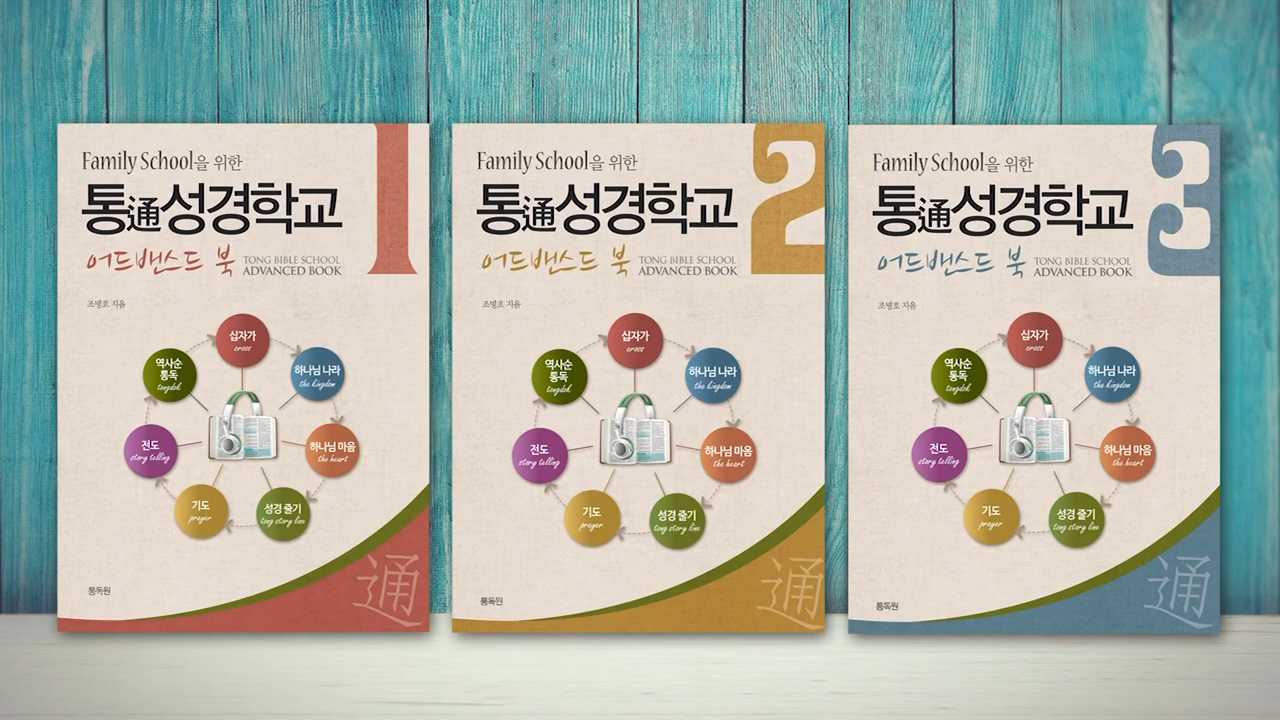 Family School을 위한
통通성경학교
어드밴스드 북
TONG BIBLE SCHOOL
ADVANCED BOOK
1
조병호 지음
십자가
cross
하나님 나라
the kingdom
하나님 마음
the heart
성경 줄기
tong story line
기도
prayer
전도
story telling
역사순
통독
tongdok
통독원
通
Family School을 위한
통通성경학교
어드밴스드 북
TONG BIBLE SCHOOL
ADVANCED BOOK
2
조병호 지음
십자가
cross
하나님 나라
the kingdom
하나님 마음
the heart
성경 줄기
tong story line
기도
prayer
전도
story telling
역사순
통독
tongdok
통독원
通
Family School을 위한
통通성경학교
어드밴스드 북
TONG BIBLE SCHOOL
ADVANCED BOOK
3
조병호 지음
십자가
cross
하나님 나라
the kingdom
하나님 마음
the heart
성경 줄기
tong story line
기도
prayer
전도
story telling
역사순
통독
tongdok
통독원
通